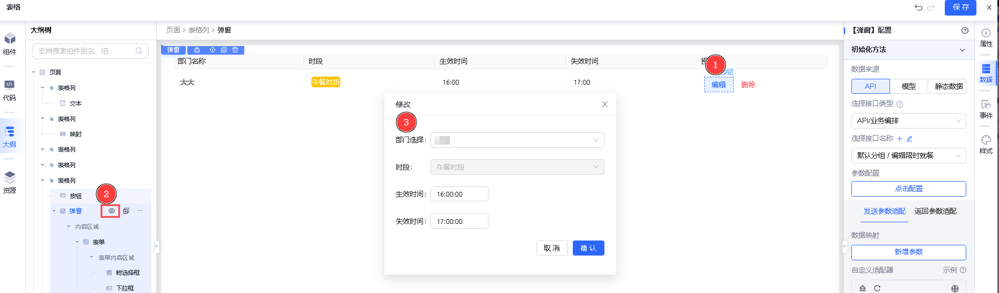 表格
保 存
X
组件
代码
大纲
资源
大纲树
支持搜索组件别名、组...
页面
表格列
文本
表格列
映射
表格列
表格列
表格列
按钮
2
弹窗
内容区域
表单
表单内容区域
树选择框
下拉框
页面 > 表格列 > 弹窗
弹窗
部门名称
时段
生效时间
失效时间
1
按钮
大大
午餐时段
16:00
17:00
编辑
删除
修改
3
部门选择:
时段:
午餐时段
生效时间:
16:00:00
失效时间:
17:00:00
取 消
确 认
【弹窗】配置
初始化方法
数据来源
API
模型
静态数据
选择接口类型
API/业务编排
选择接口名称
默认分组 / 编辑限时就餐
参数配置
点击配置
发送参数适配
返回参数适配
数据映射
新增参数
自定义适配器
示例
属性
数据
事件
样式